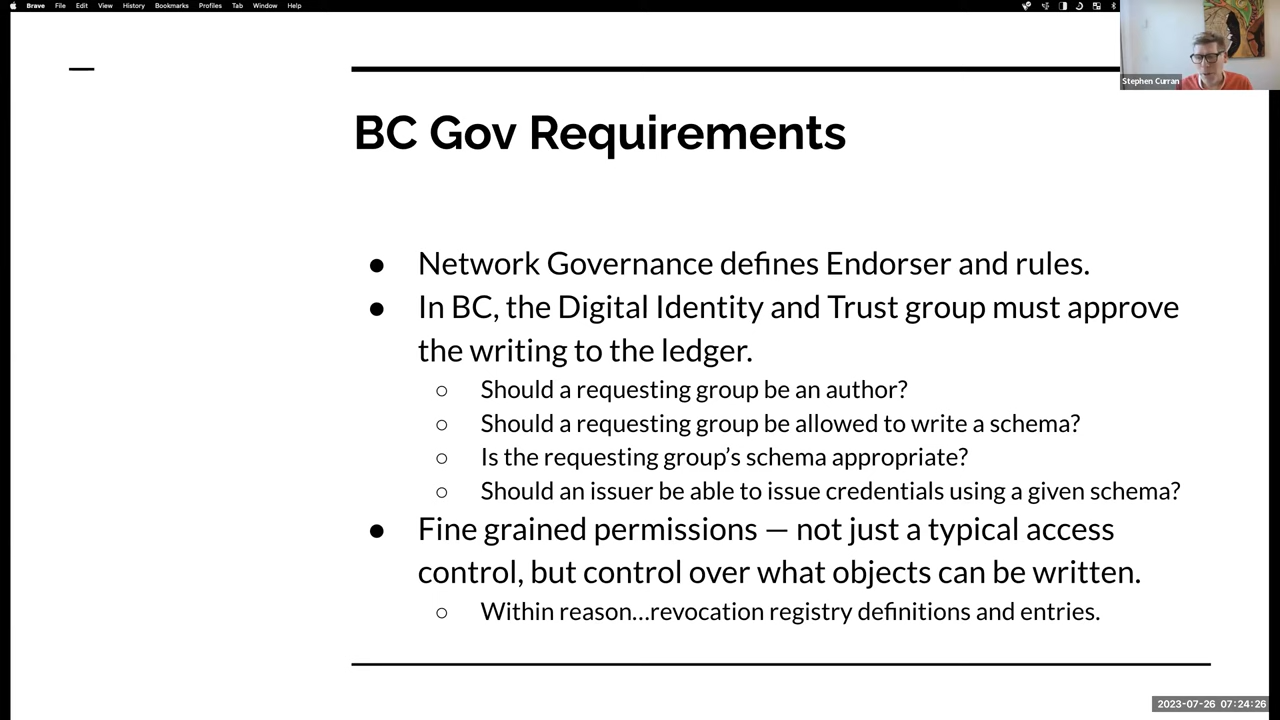 Brave File Edit View History Bookmarks Profiles Tab Window Help
Stephen Curran
BC Gov Requirements
● Network Governance defines Endorser and rules.
● In BC, the Digital Identity and Trust group must approve
the writing to the ledger.
○ Should a requesting group be an author?
○ Should a requesting group be allowed to write a schema?
○ Is the requesting group’s schema appropriate?
○ Should an issuer be able to issue credentials using a given schema?
● Fine grained permissions — not just a typical access
control, but control over what objects can be written.
○ Within reason...revocation registry definitions and entries.
2023-07-26 07:24:26